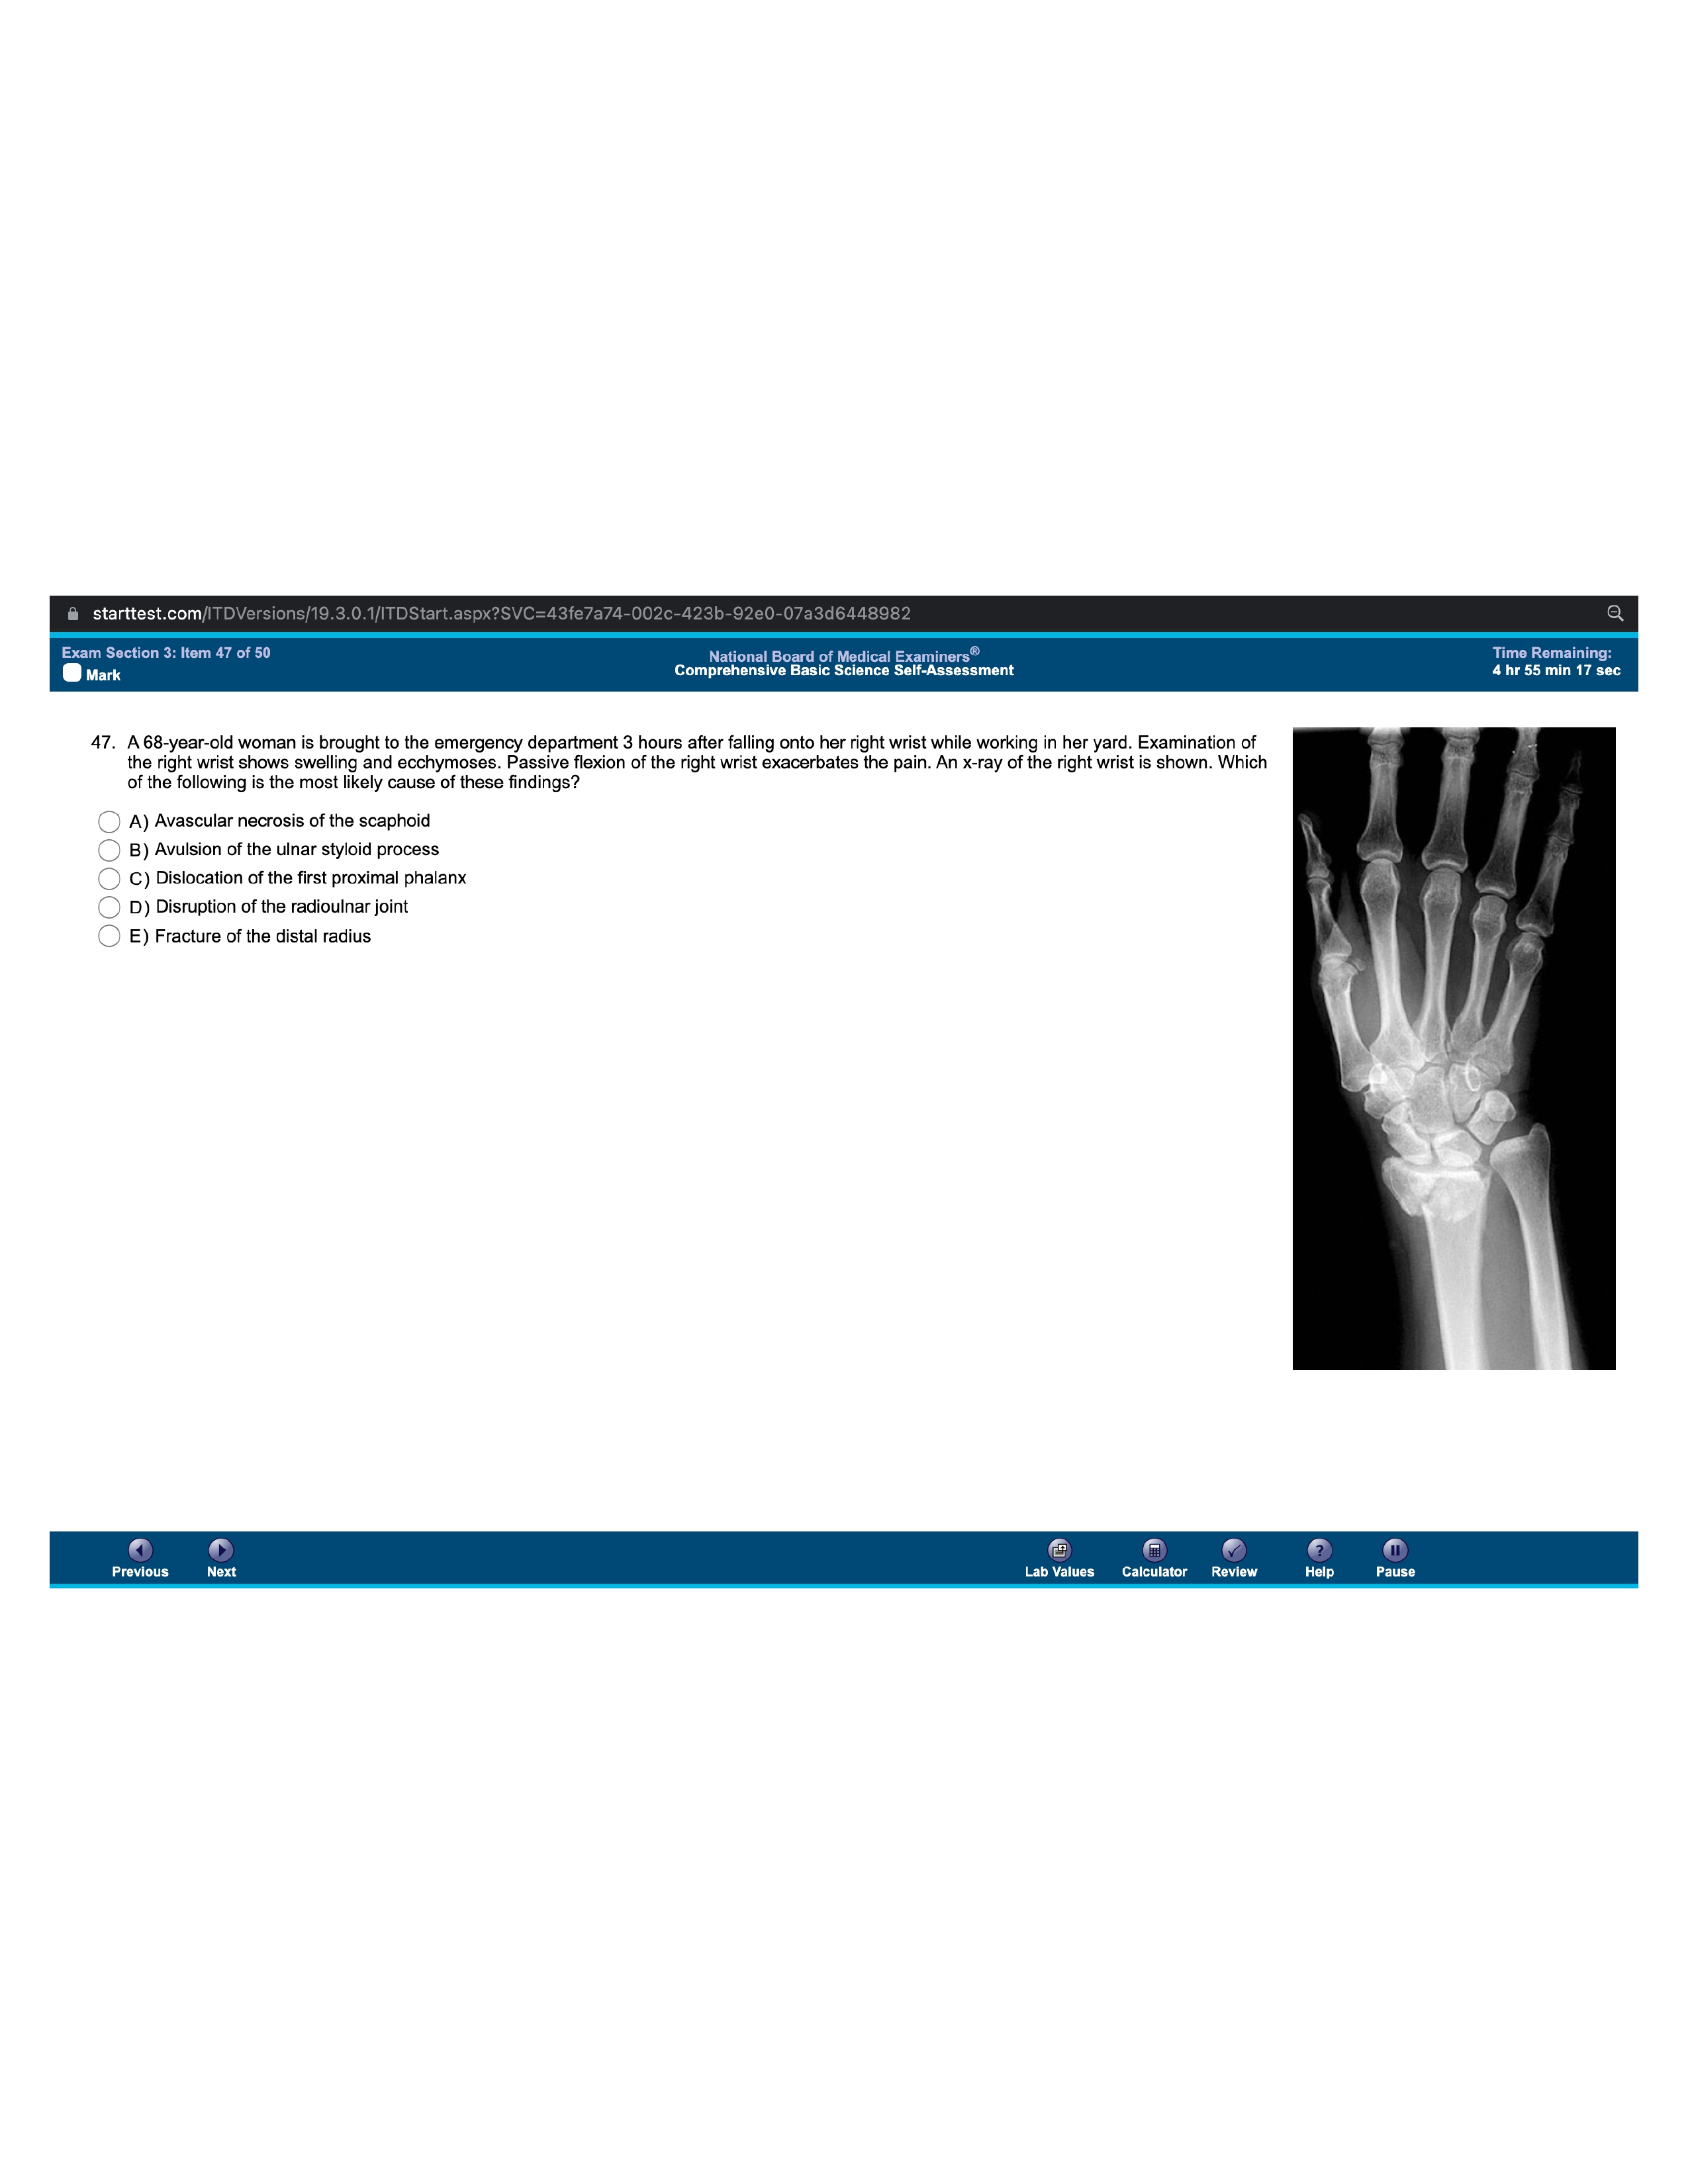 starttest.com/ITDVersions/19.3.0.1/ITDStart.aspx?SVC=43fe7a74-002c-423b-92e0-07a3d6448982
Exam Section 3: Item 47 of 50
Mark
National Board of Medical Examiners®
Comprehensive Basic Science Self-Assessment
Time Remaining:
4 hr 55 min 17 sec
47. A 68-year-old woman is brought to the emergency department 3 hours after falling onto her right wrist while working in her yard. Examination of
the right wrist shows swelling and ecchymoses. Passive flexion of the right wrist exacerbates the pain. An x-ray of the right wrist is shown. Which
of the following is the most likely cause of these findings?
A) Avascular necrosis of the scaphoid
B) Avulsion of the ulnar styloid process
C) Dislocation of the first proximal phalanx
D) Disruption of the radioulnar joint
E) Fracture of the distal radius
Previous
Next
Lab Values
Calculator
Review
Help
Pause